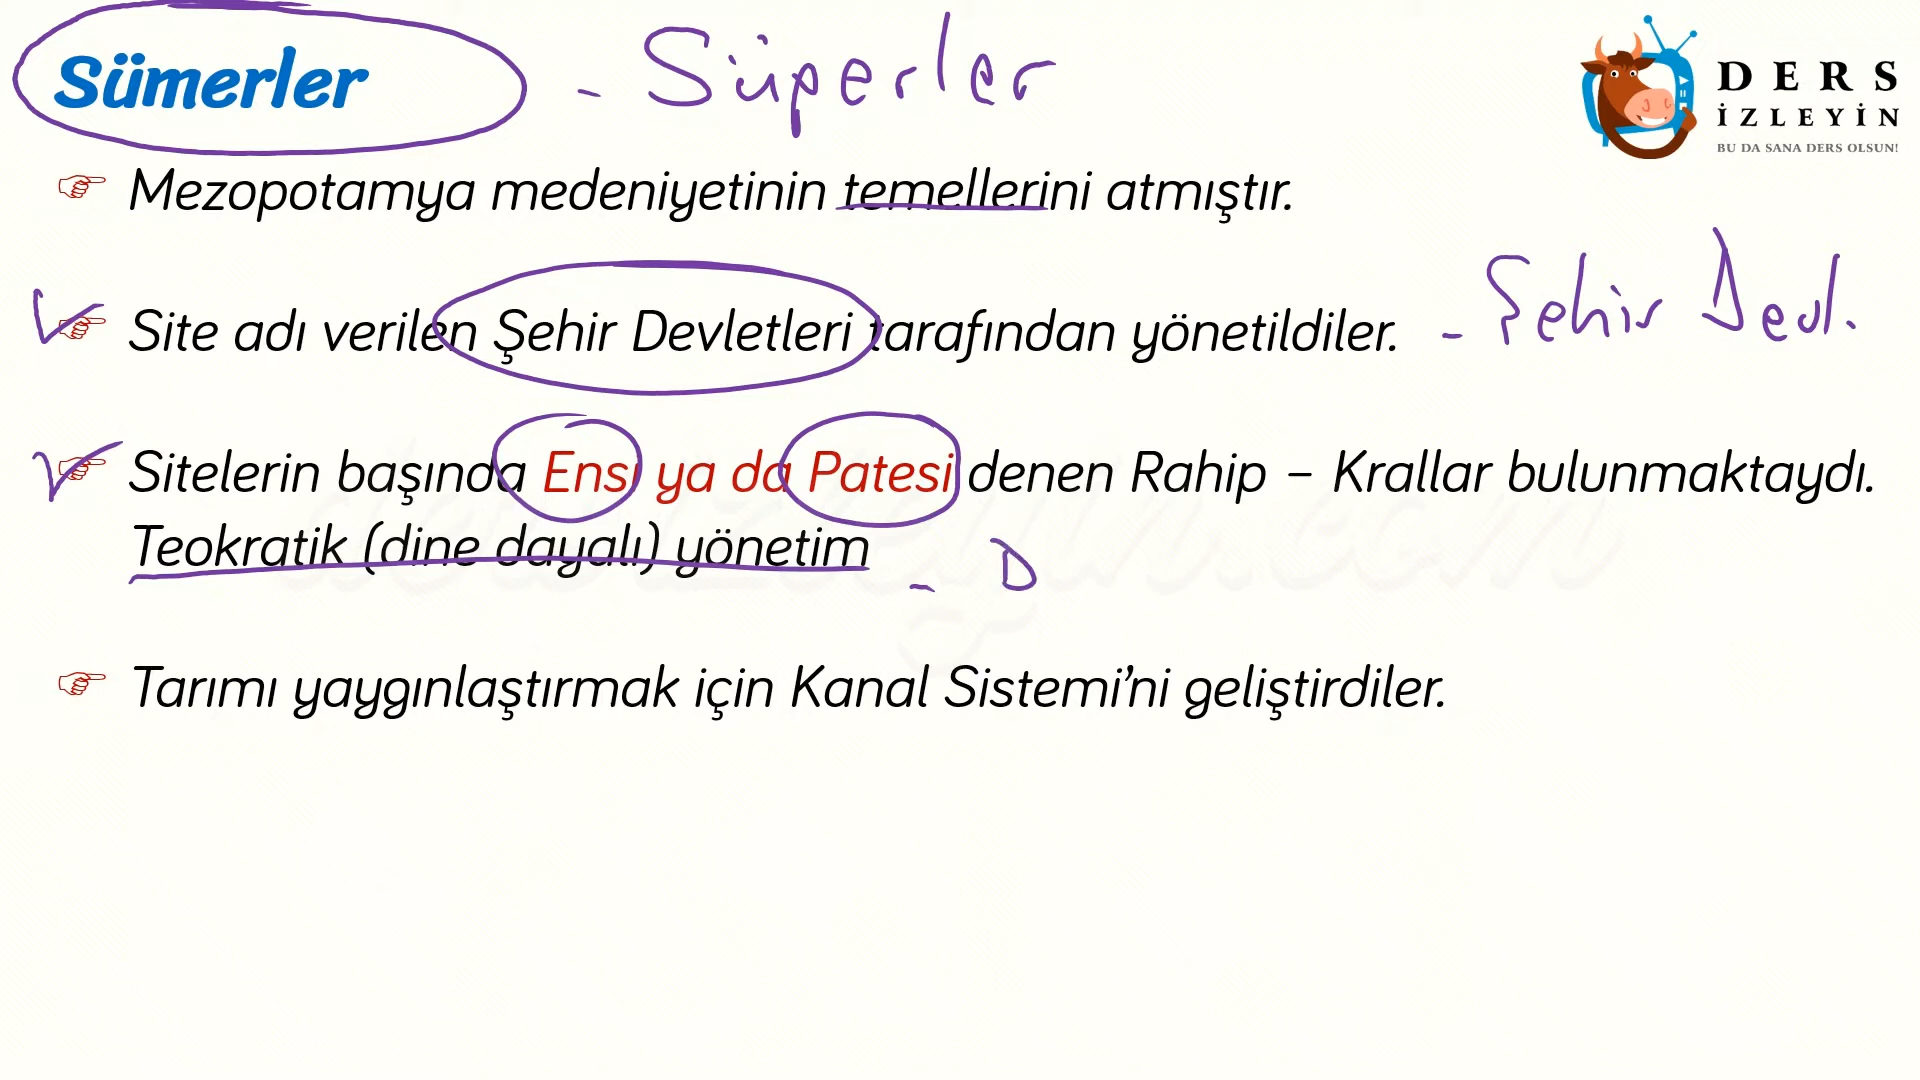 Sümerler - Süperler
DERS
İZLEYİN
BU DA SANA DERS OLSUN!
☞ Mezopotamya medeniyetinin temellerini atmıştır.
☞ Site adı verilen Şehir Devletleri tarafından yönetildiler. - Şehir Devl.
☞ Sitelerin başında Ensi ya da Patesi denen Rahip – Krallar bulunmaktaydı.
Teokratik (dine dayalı) yönetim - D
☞ Tarımı yaygınlaştırmak için Kanal Sistemi’ni geliştirdiler.